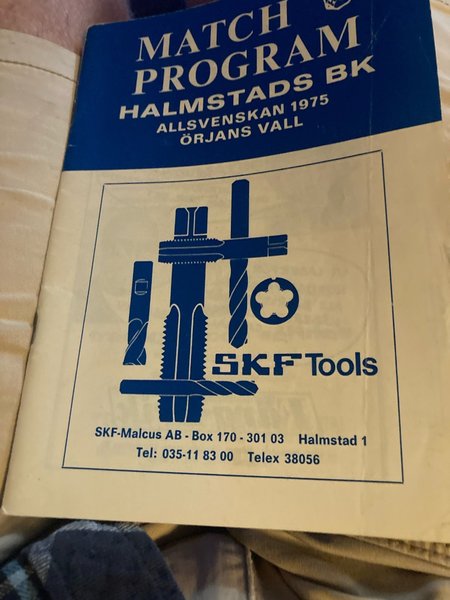 MATCH
PROGRAM
HALMSTADS BK
ALLSVENSKAN 1975
ÖRJANS VALL
SKF Tools
SKF-Malcus AB - Box 170 - 301 03 Halmstad 1
Tel: 035-11 83 00 Telex 38056